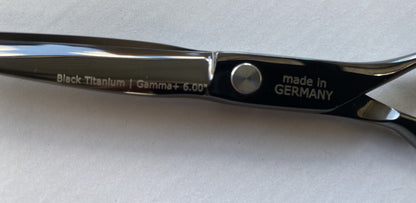 Black Titanium | Gamma+ 6.00"
made in
GERMANY